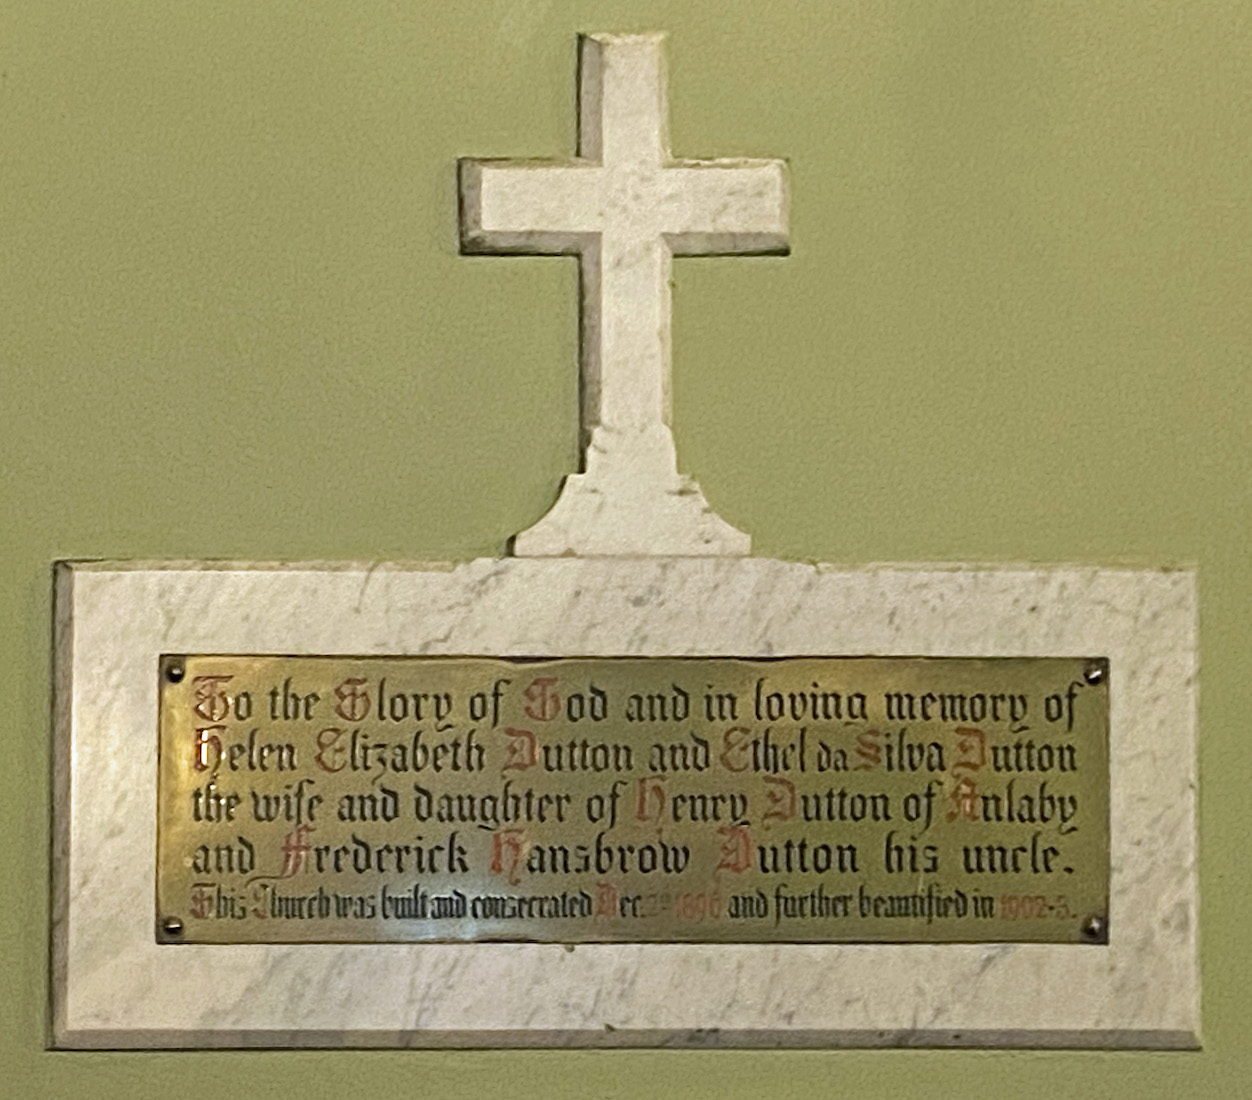 To the Glory of God and in loving memory of
Helen Elizabeth Dutton and Ethel da Silva Dutton
the wife and daughter of Henry Dutton of Anlaby
and Frederick Hansbrow Dutton his uncle.
This Church was built and consecrated Dec. 1896 and further beautified in 1902-3.